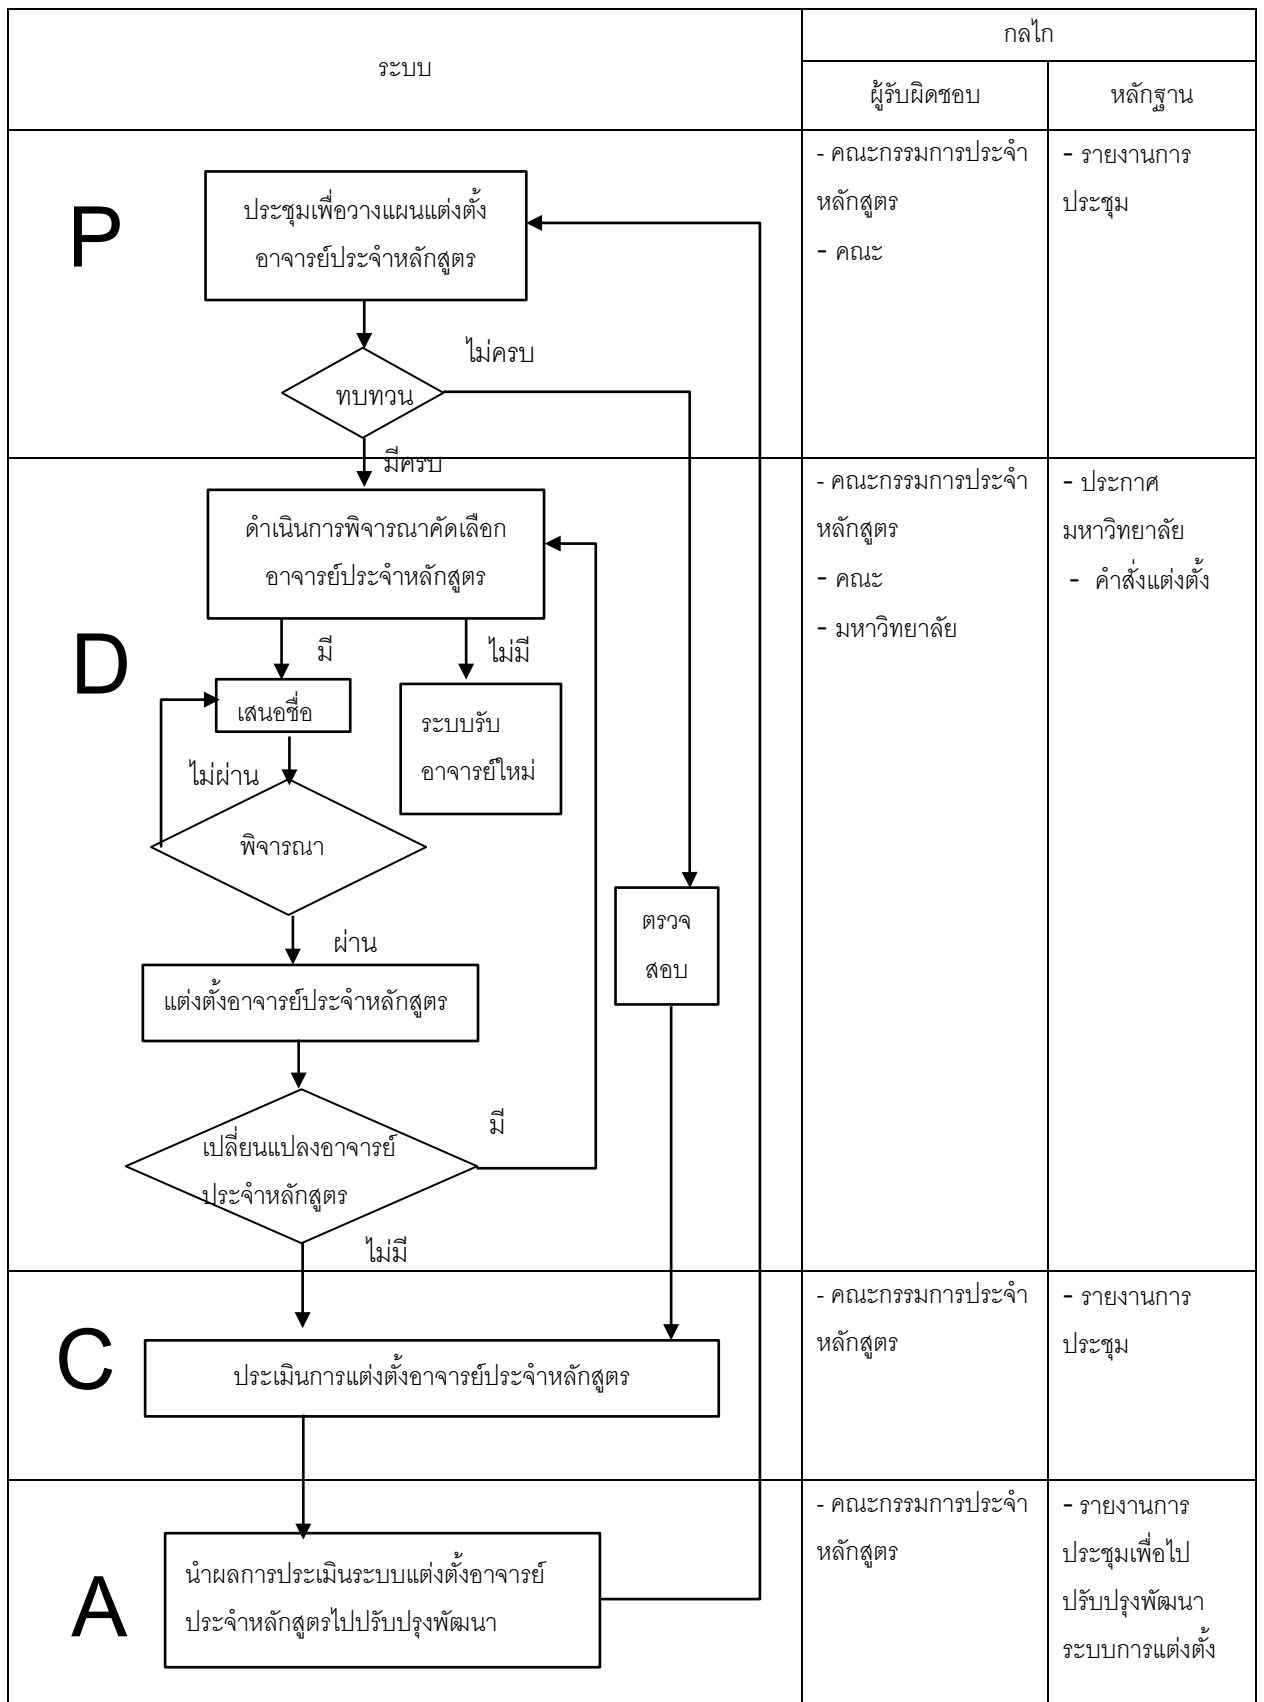 ระบบ
กลไก
ผู้รับผิดชอบ
หลักฐาน
P
ประชุมเพื่อวางแผนแต่งตั้ง
อาจารย์ประจำหลักสูตร
ไม่ครบ
ทบทวน
มีครบ
- คณะกรรมการประจำ
หลักสูตร
- คณะ
- รายงานการ
ประชุม
D
ดำเนินการพิจารณาคัดเลือก
อาจารย์ประจำหลักสูตร
มี
ไม่มี
เสนอชื่อ
ระบบรับ
อาจารย์ใหม่
ไม่ผ่าน
พิจารณา
ผ่าน
ตรวจ
สอบ
แต่งตั้งอาจารย์ประจำหลักสูตร
มี
เปลี่ยนแปลงอาจารย์
ประจำหลักสูตร
ไม่มี
- คณะกรรมการประจำ
หลักสูตร
- คณะ
- มหาวิทยาลัย
- ประกาศ
มหาวิทยาลัย
- คำสั่งแต่งตั้ง
C
ประเมินการแต่งตั้งอาจารย์ประจำหลักสูตร
- คณะกรรมการประจำ
หลักสูตร
- รายงานการ
ประชุม
A
นำผลการประเมินระบบแต่งตั้งอาจารย์
ประจำหลักสูตรไปปรับปรุงพัฒนา
- คณะกรรมการประจำ
หลักสูตร
- รายงานการ
ประชุมเพื่อไป
ปรับปรุงพัฒนา
ระบบการแต่งตั้ง